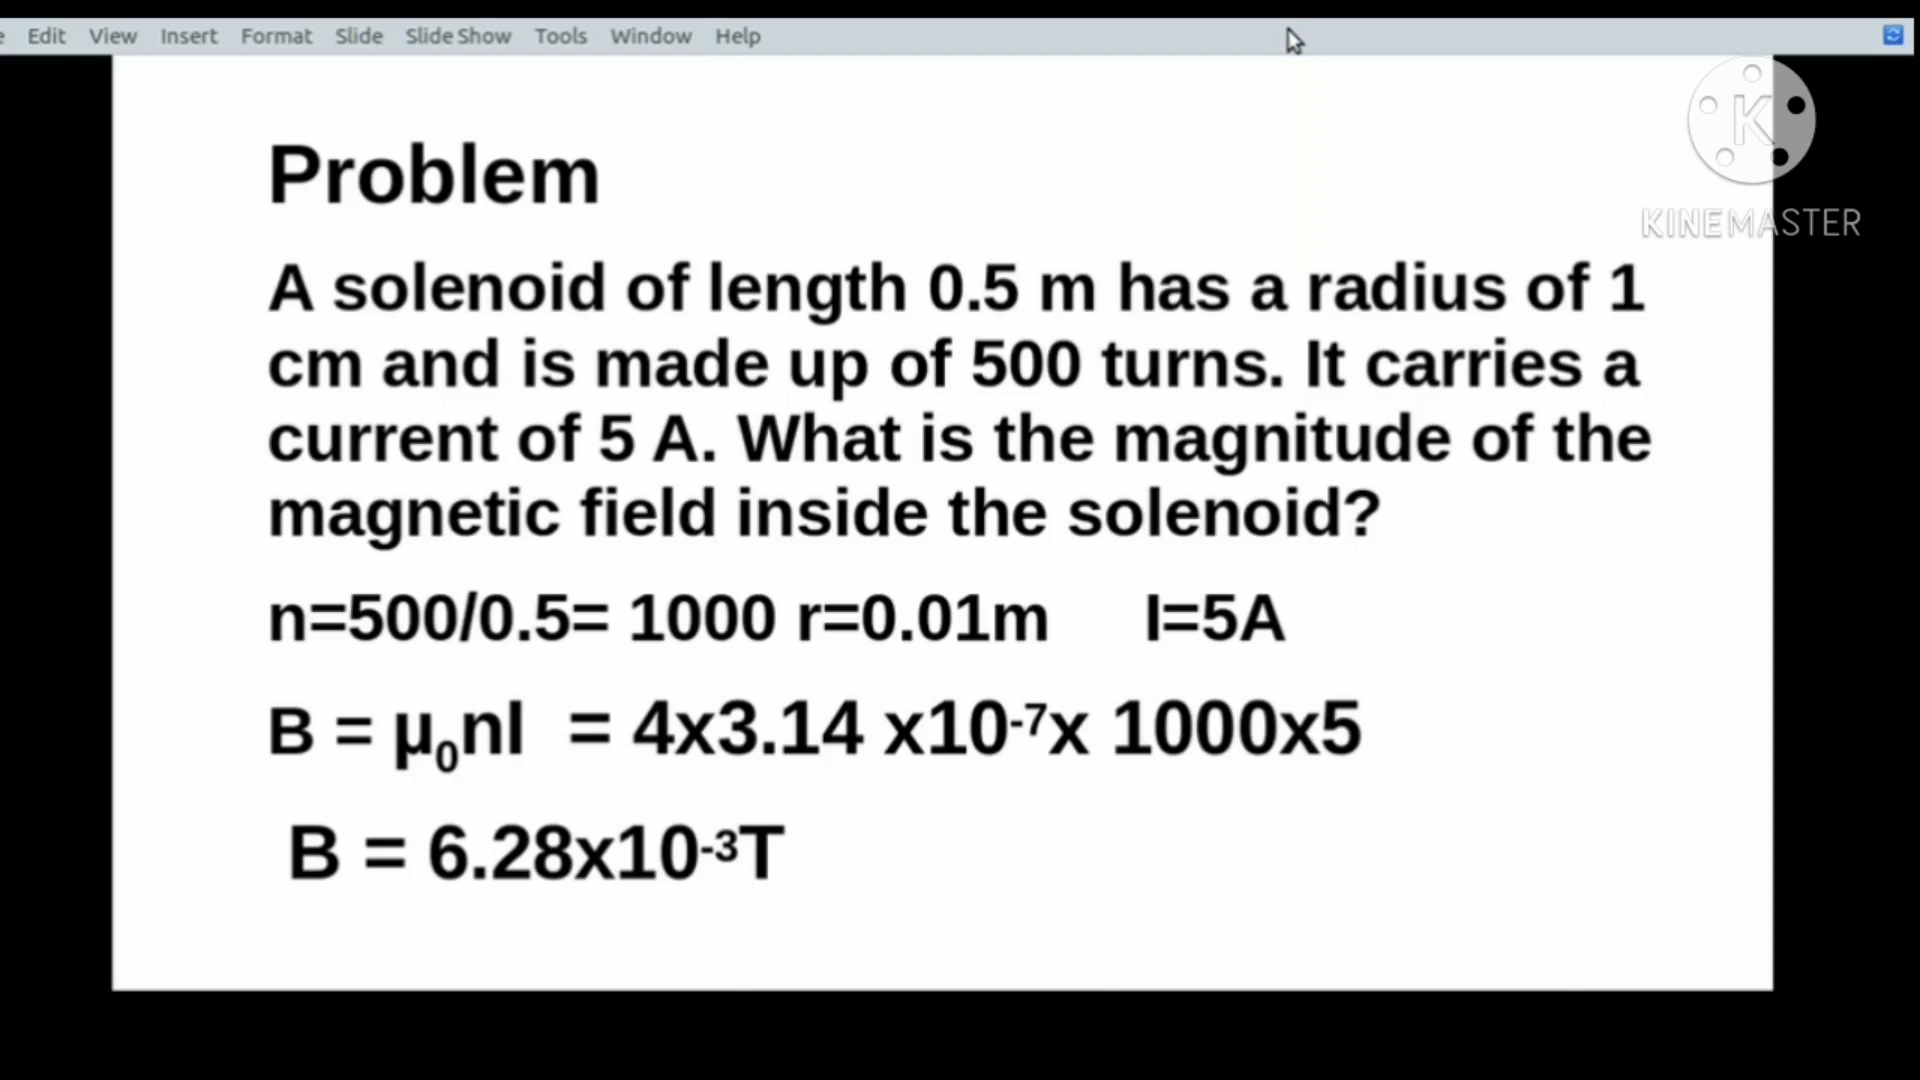 e Edit View Insert Format Slide Slide Show Tools Window Help
K
KINEMASTER
Problem
A solenoid of length 0.5 m has a radius of 1
cm and is made up of 500 turns. It carries a
current of 5 A. What is the magnitude of the
magnetic field inside the solenoid?
n=500/0.5= 1000 r=0.01m I=5A
B = μ₀nI = 4x3.14 x10⁻⁷x 1000x5
B = 6.28x10⁻³T